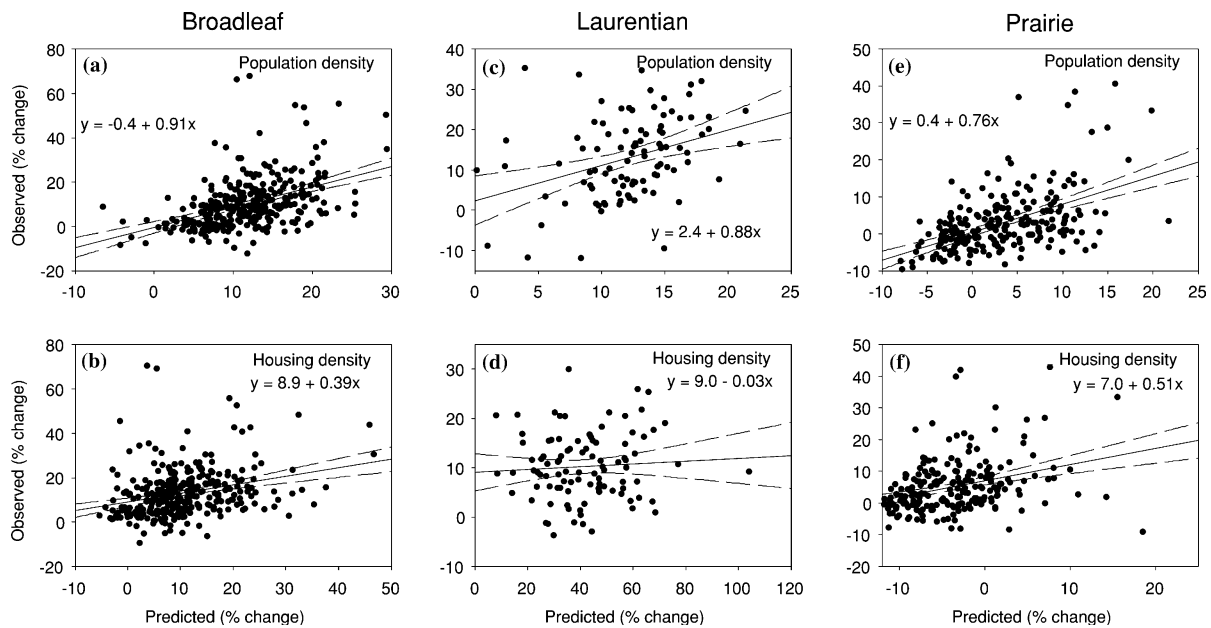 Broadleaf
Laurentian
Prairie
(a)
Population density
y = -0.4 + 0.91x
Observed (% change)
80
60
40
20
0
-20
-10
0
10
20
30
(c)
Population density
y = 2.4 + 0.88x
40
30
20
10
0
-10
0
5
10
15
20
25
(e)
Population density
y = 0.4 + 0.76x
50
40
30
20
10
0
-10
-10
-5
0
5
10
15
20
25
(b)
Housing density
y = 8.9 + 0.39x
Observed (% change)
80
60
40
20
0
-20
-10
0
10
20
30
40
50
Predicted (% change)
(d)
Housing density
y = 9.0 - 0.03x
30
20
10
0
-10
0
20
40
60
80
100
120
Predicted (% change)
(f)
Housing density
y = 7.0 + 0.51x
50
40
30
20
10
0
-10
-20
-10
0
10
20
Predicted (% change)